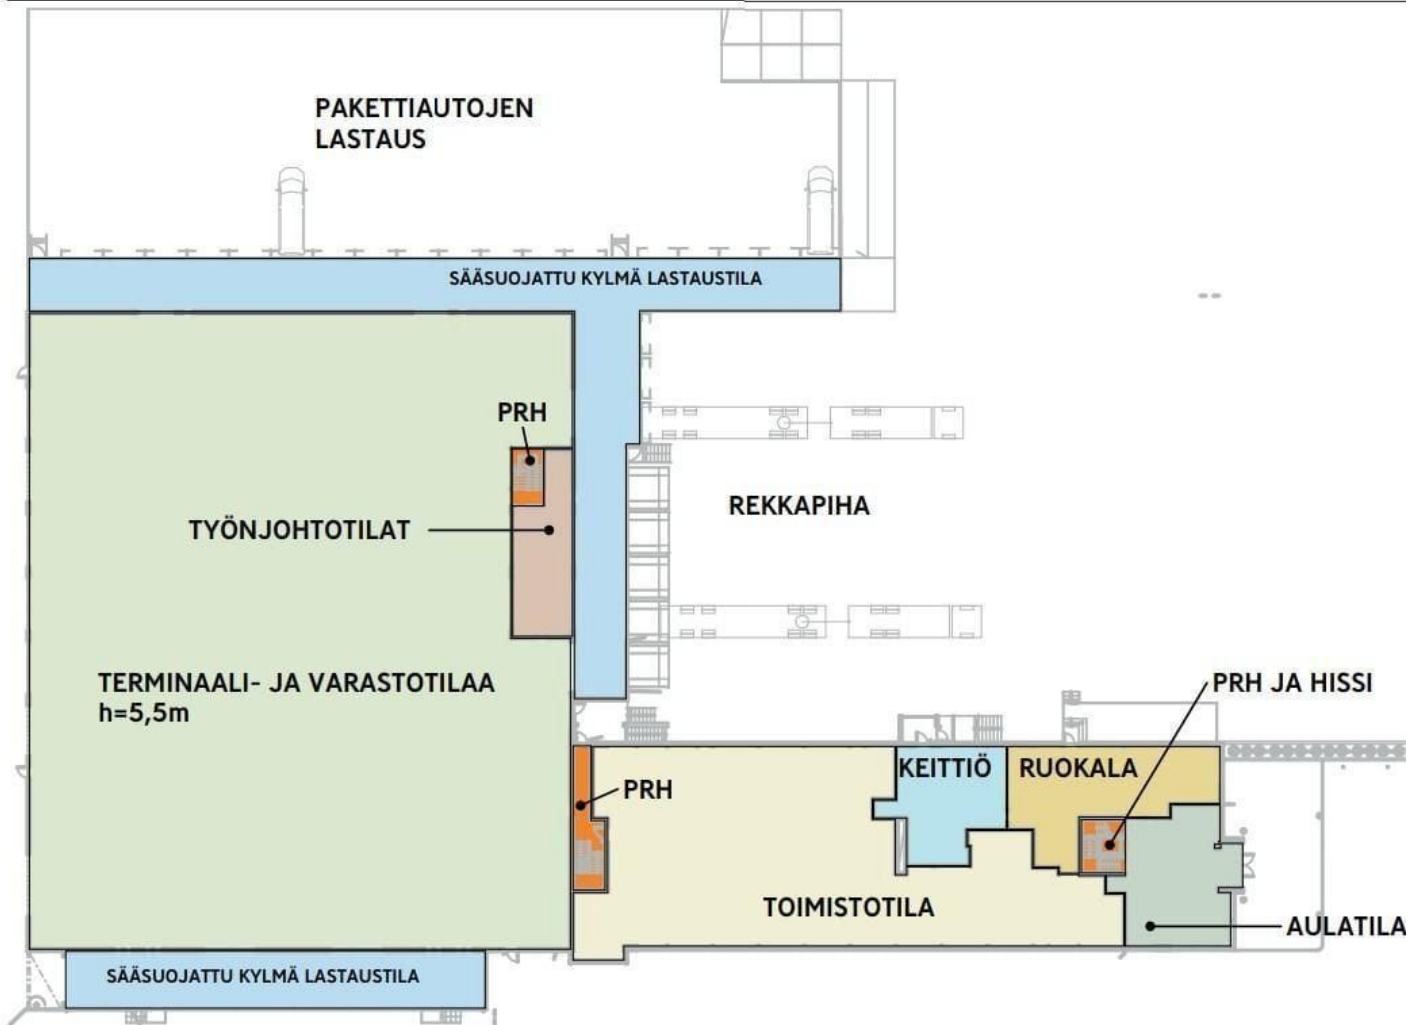 PAKETTIAUTOJEN
LASTAUS
SÄÄSUOJATTU KYLMÄ LASTAUSTILA
PRH
REKKAPIHA
TYÖNJOHTOTILAT
TERMINAALI- JA VARASTOTILAA
h=5,5m
PRH JA HISSI
KEITTIÖ
RUOKALA
PRH
TOIMISTOTILA
AULATILA
SÄÄSUOJATTU KYLMÄ LASTAUSTILA